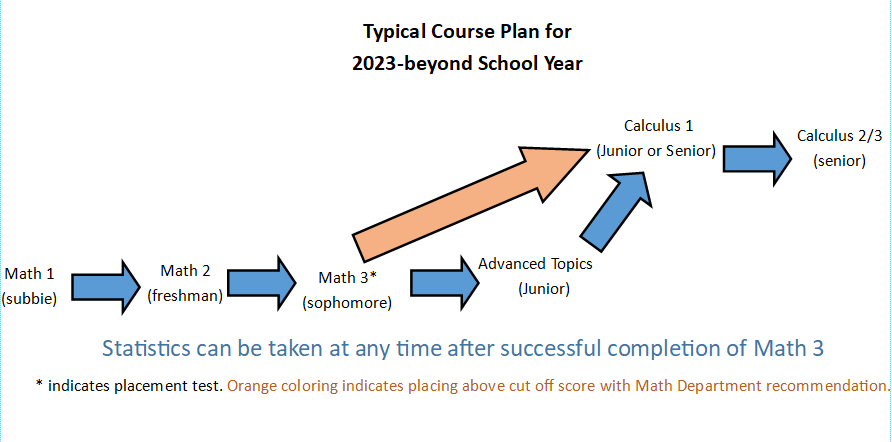 Typical Course Plan for
2023-beyond School Year
Calculus 1
(Junior or Senior)
Calculus 2/3
(senior)
Math 1
(subbie)
Math 2
(freshman)
Math 3*
(sophomore)
Advanced Topics
(Junior)
Statistics can be taken at any time after successful completion of Math 3
* indicates placement test. Orange coloring indicates placing above cut off score with Math Department recommendation.